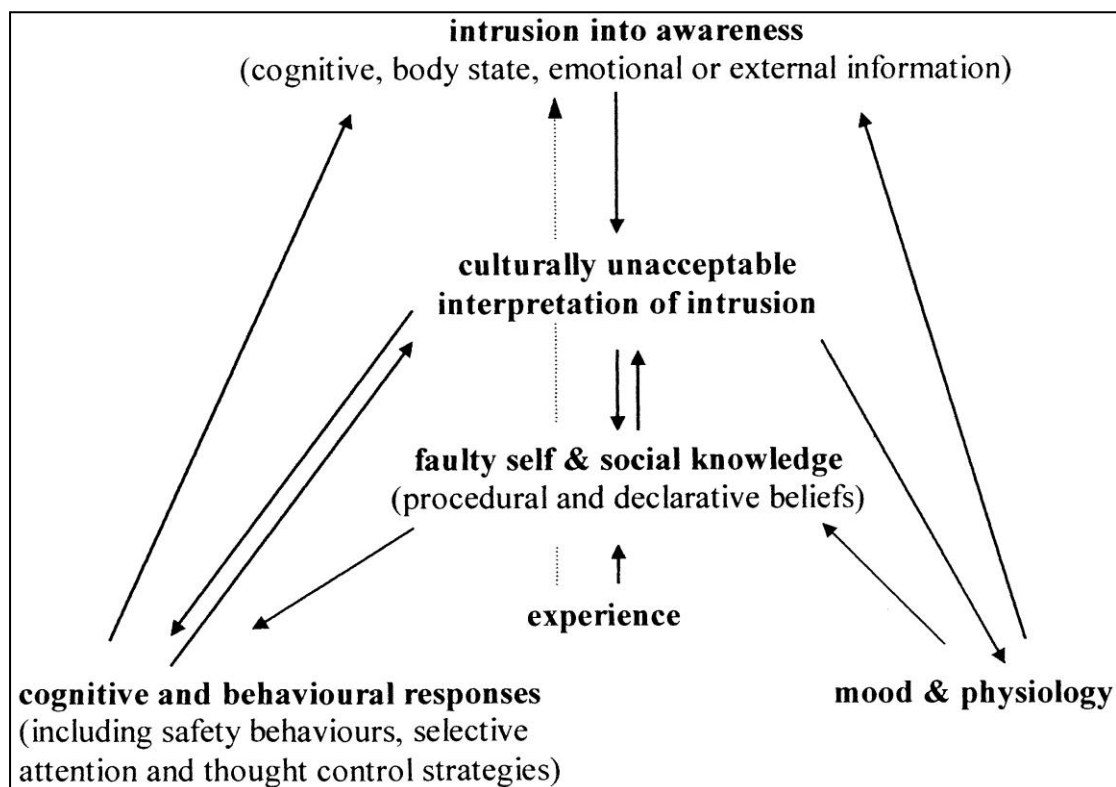 intrusion into awareness
(cognitive, body state, emotional or external information)
culturally unacceptable
interpretation of intrusion
faulty self & social knowledge
(procedural and declarative beliefs)
experience
cognitive and behavioural responses
(including safety behaviours, selective
attention and thought control strategies)
mood & physiology